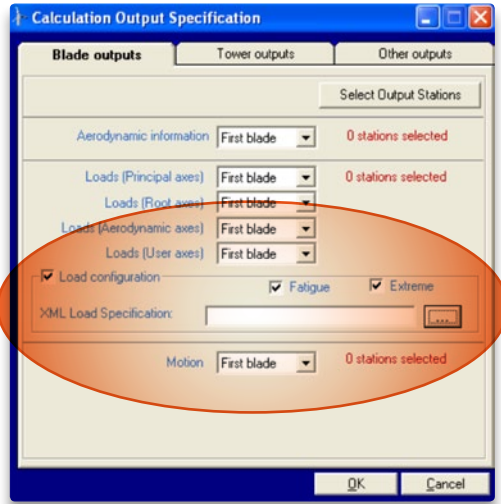 Calculation Output Specification
Blade outputs Tower outputs Other outputs
Select Output Stations
Aerodynamic information First blade 0 stations selected
Loads (Principal axes) First blade 0 stations selected
Loads (Root axes) First blade
Loads (Aerodynamic axes) First blade
Loads (User axes) First blade
Load configuration
Fatigue Extreme
XML Load Specification: ...
Motion First blade 0 stations selected
OK Cancel